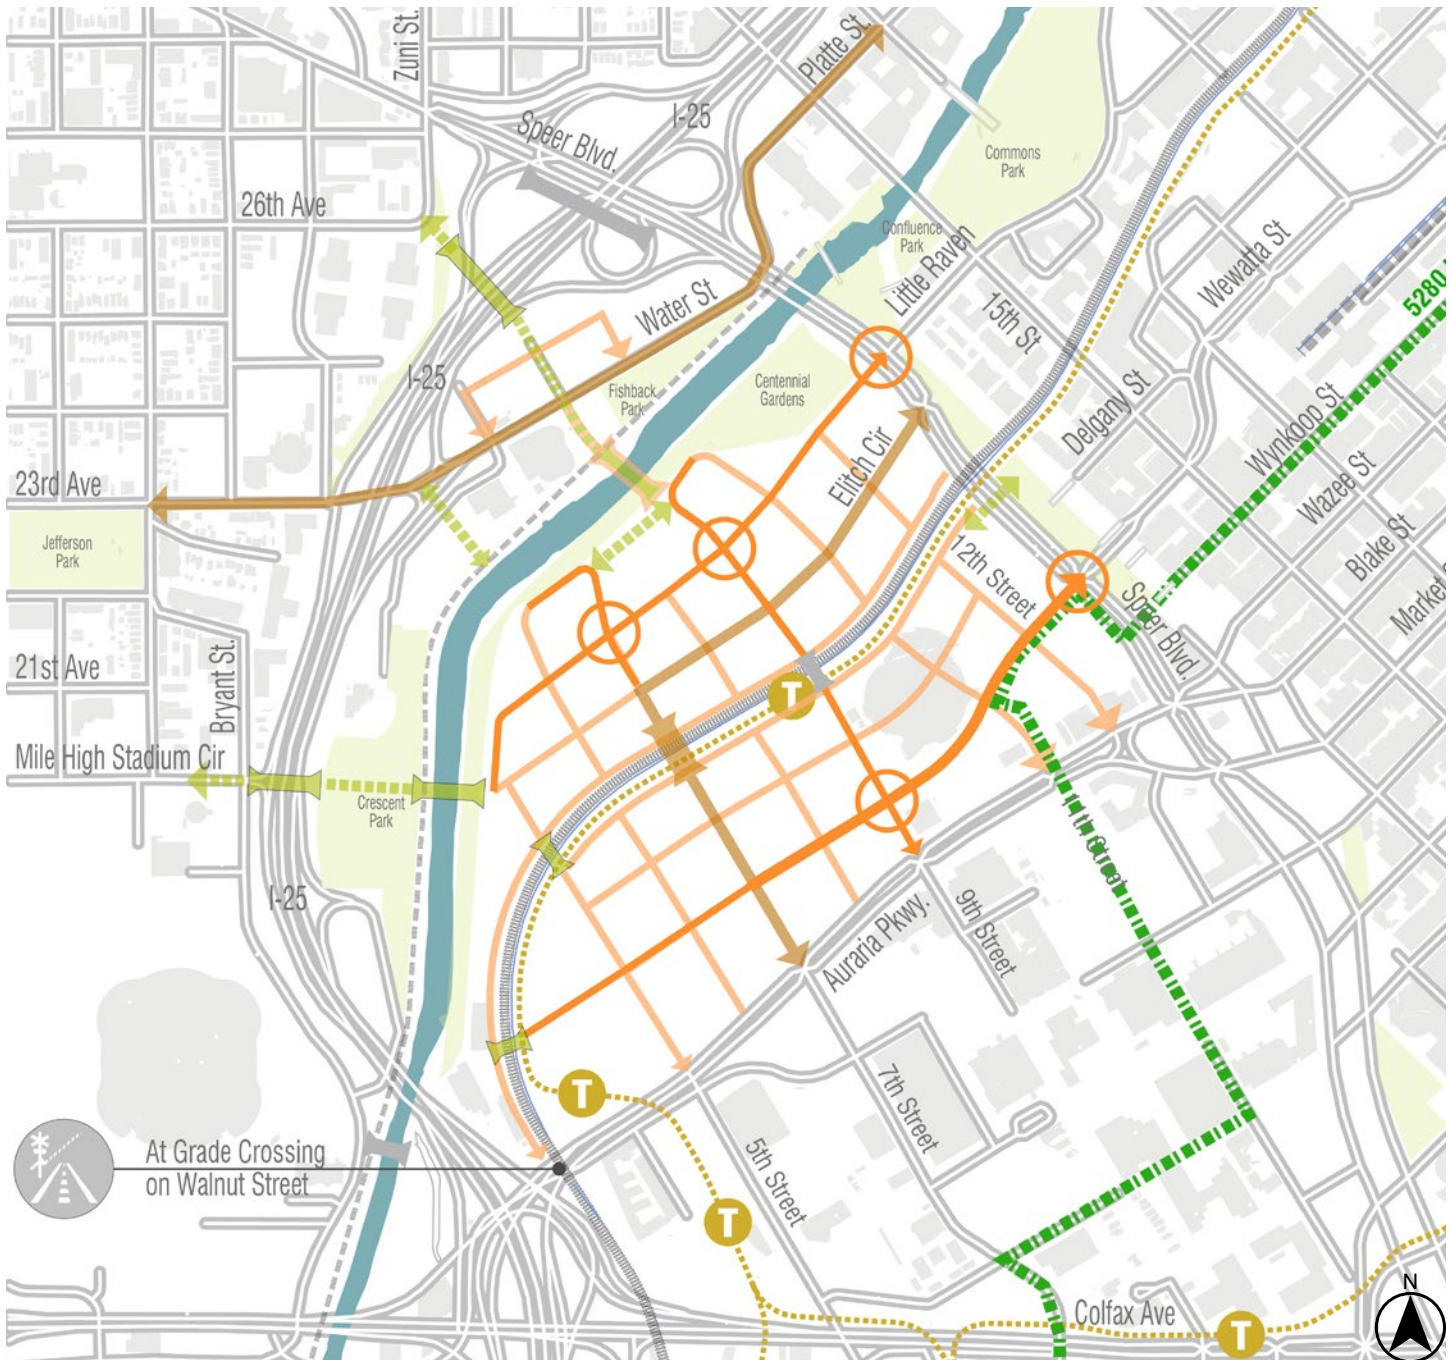 Zuni St.
Platte St.
I-25
Speer Blvd.
Commons
Park
26th Ave
Confluence
Park
Little Raven
Wewatta St
5280
15th St
Water St
I-25
Fishback
Park
Centennial
Gardens
Delgany St
Wynkoop St
Elitch Cir
23rd Ave
Wazee St
Jefferson
Park
12th Street
Blake St
Speer Blvd.
Market
21st Ave
Bryant St.
T
Mile High Stadium Cir
Crescent
Park
11th Street
I-25
9th Street
Auraria Pkwy.
7th Street
T
At Grade Crossing
on Walnut Street
5th Street
T
Colfax Ave
T
N